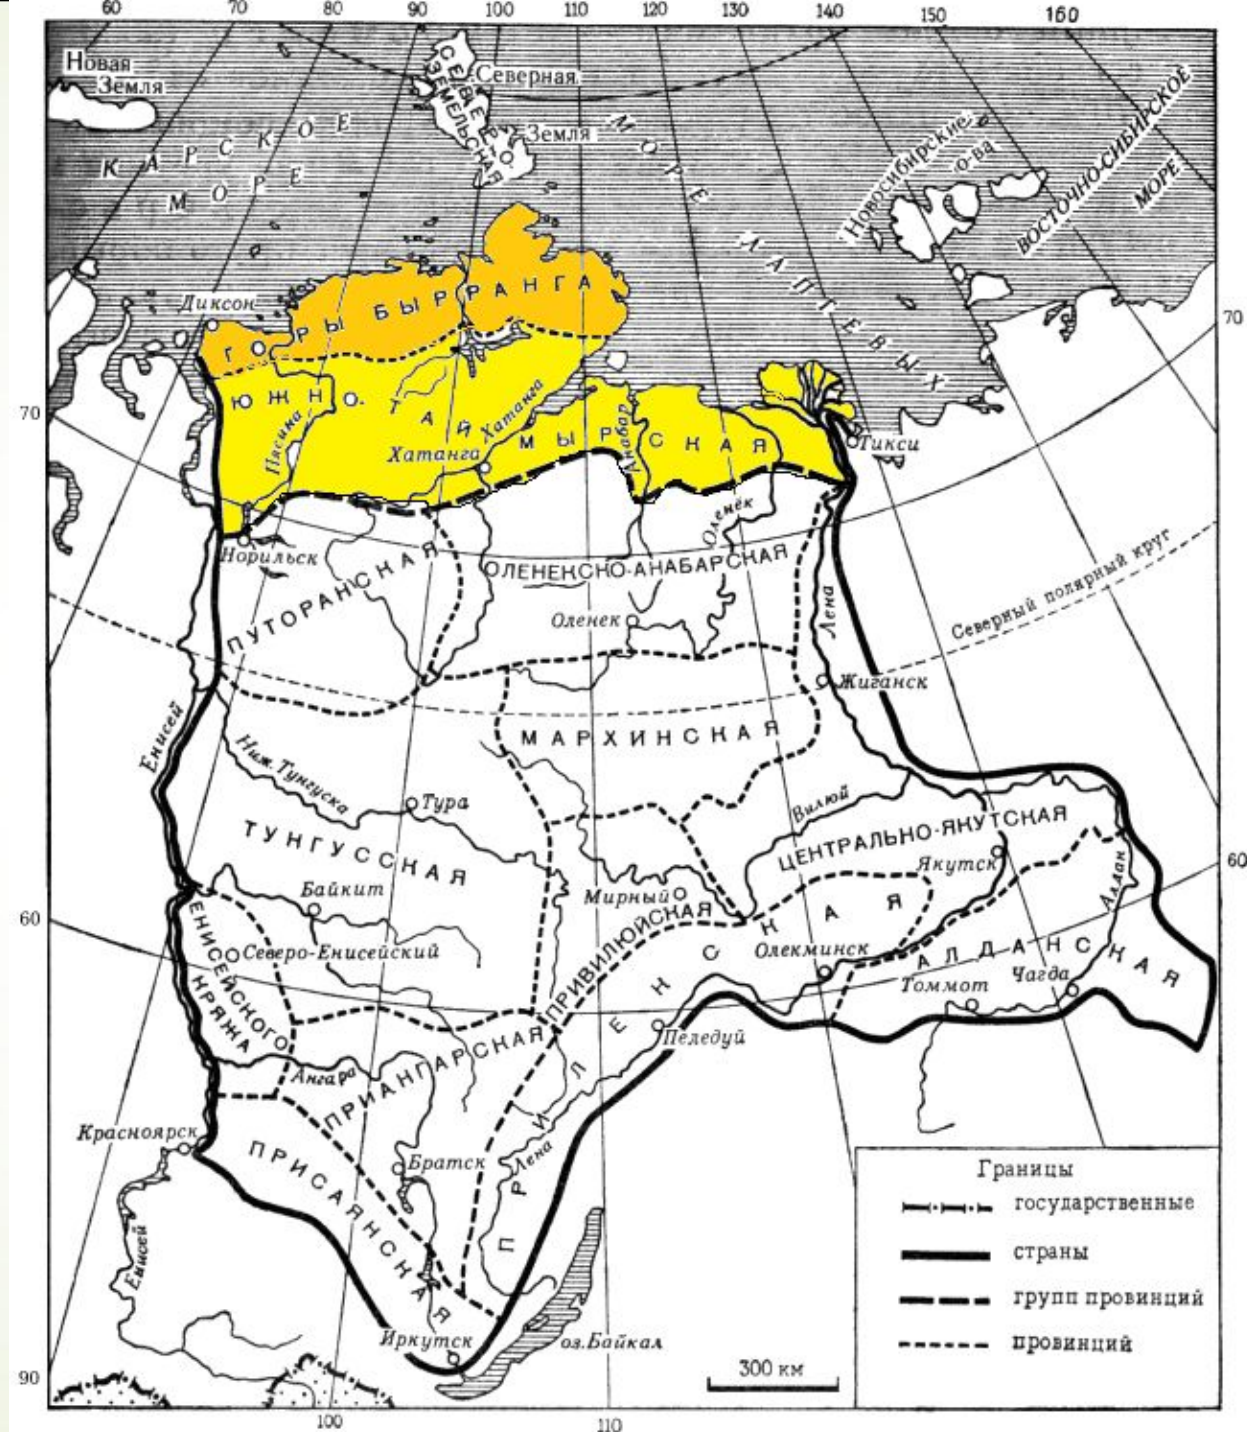 60 70 80 90 100 110 120 130 140 150 160
Новая
Земля
СЕВЕРО-
ЗЕМЕЛЬСКАЯ
Северная
Земля
КАРСКОЕ
МОРЕ
МОРЕ
ЛАПТЕВЫХ
Новосибирские
о-ва
ВОСТОЧНО-СИБИРСКОЕ
МОРЕ
Диксон
ГОРЫ БЫРРАНГА
70
70
ЮЖН.
ТАЙМЫРСКАЯ
Пясина
Хатанга
Хатанга
Анабар
Тикси
Норильск
Оленёк
ПУТОРАНСКАЯ
ОЛЕНЕКСКО-АНАБАРСКАЯ
Оленек
Лена
Северный полярный круг
Жиганск
Енисей
МАРХИНСКАЯ
Ниж. Тунгуска
Тура
Вилюй
ТУНГУССКАЯ
ЦЕНТРАЛЬНО-ЯКУТСКАЯ
Якутск
60
60
Байкит
Мирный
Алдан
ЕНИСЕЙСКОГО
КРЯЖА
Северо-Енисейский
ПРИВИЛЮЙСКАЯ
ПРИЛЕНСКАЯ
Олекминск
АЛДАНСКАЯ
Томмот
Чагда
Пеледуй
ПРИАНГАРСКАЯ
Ангара
Красноярск
ПРИСАЯНСКАЯ
Братск
Лена
Енисей
Иркутск
оз.Байкал
300 км
Границы
государственные
страны
групп провинций
провинций
90
100
110